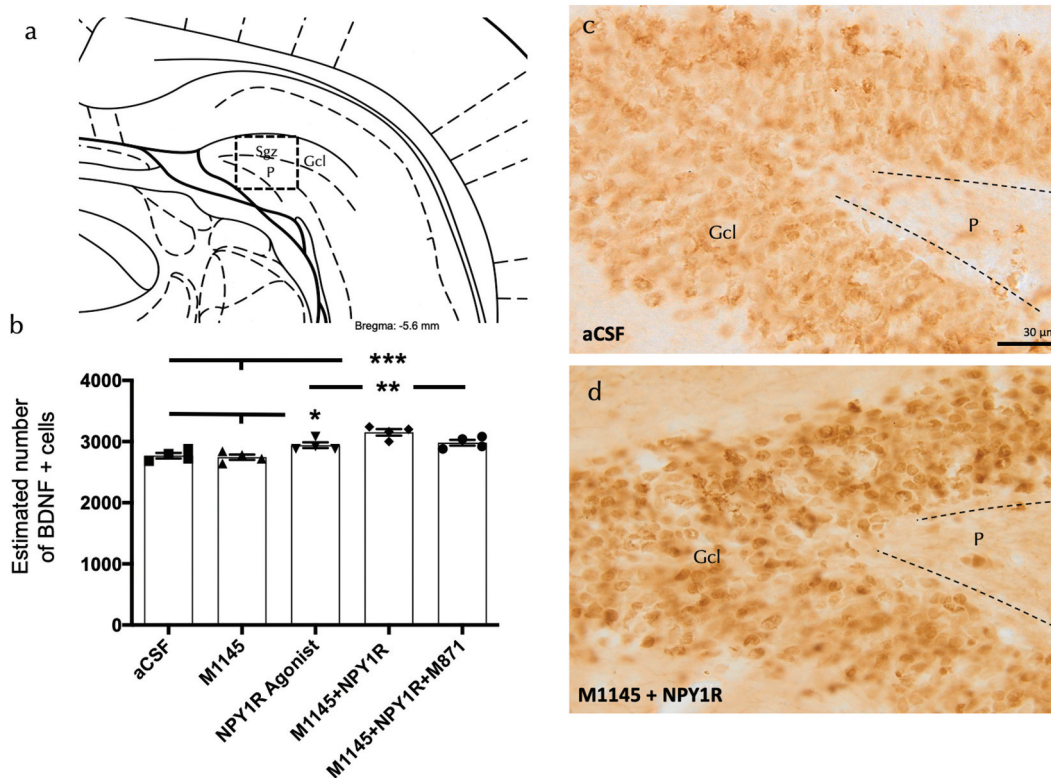 a
Sgz
Gcl
P
Bregma: -5.6 mm
b
Estimated number
of BDNF + cells
4000
3000
2000
1000
0
***
**
*
aCSF
M1145
NPY1R Agonist
M1145+NPY1R
M1145+NPY1R+M871
c
Gcl
P
aCSF
30 µm
d
Gcl
P
M1145 + NPY1R